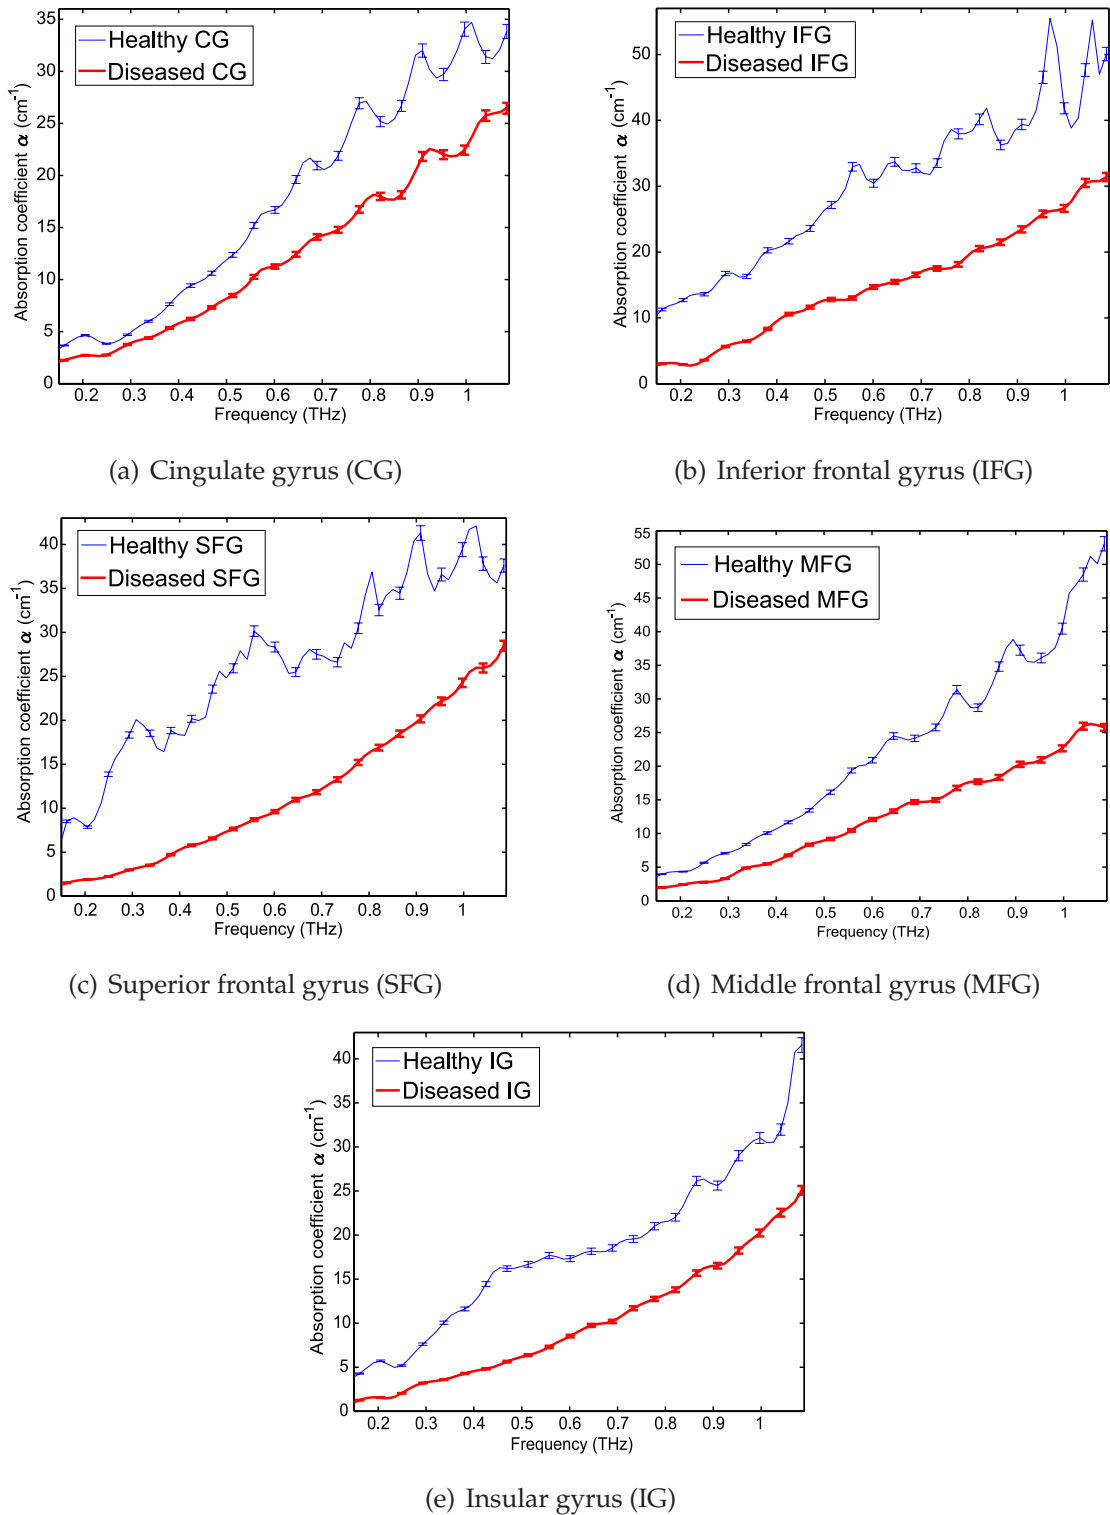 35
30
25
20
15
10
5
0
Absorption coefficient α (cm⁻¹)
Healthy CG
Diseased CG
0.2 0.3 0.4 0.5 0.6 0.7 0.8 0.9 1
Frequency (THz)
(a) Cingulate gyrus (CG)
50
40
30
20
10
0
Absorption coefficient α (cm⁻¹)
Healthy IFG
Diseased IFG
0.2 0.3 0.4 0.5 0.6 0.7 0.8 0.9 1
Frequency (THz)
(b) Inferior frontal gyrus (IFG)
40
35
30
25
20
15
10
5
0
Absorption coefficient α (cm⁻¹)
Healthy SFG
Diseased SFG
0.2 0.3 0.4 0.5 0.6 0.7 0.8 0.9 1
Frequency (THz)
(c) Superior frontal gyrus (SFG)
55
50
45
40
35
30
25
20
15
10
5
0
Absorption coefficient α (cm⁻¹)
Healthy MFG
Diseased MFG
0.2 0.3 0.4 0.5 0.6 0.7 0.8 0.9 1
Frequency (THz)
(d) Middle frontal gyrus (MFG)
40
35
30
25
20
15
10
5
0
Absorption coefficient α (cm⁻¹)
Healthy IG
Diseased IG
0.2 0.3 0.4 0.5 0.6 0.7 0.8 0.9 1
Frequency (THz)
(e) Insular gyrus (IG)